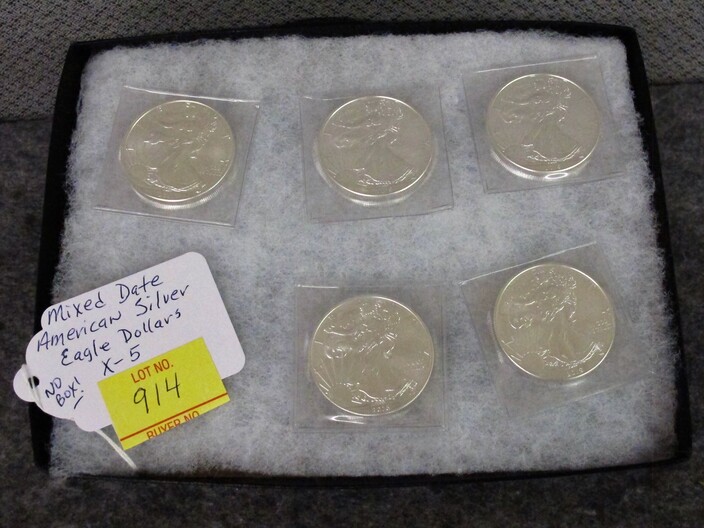 Mixed Date
American Silver
Eagle Dollars
X-5
NO
BOX!
LOT NO.
914
BUYER NO.